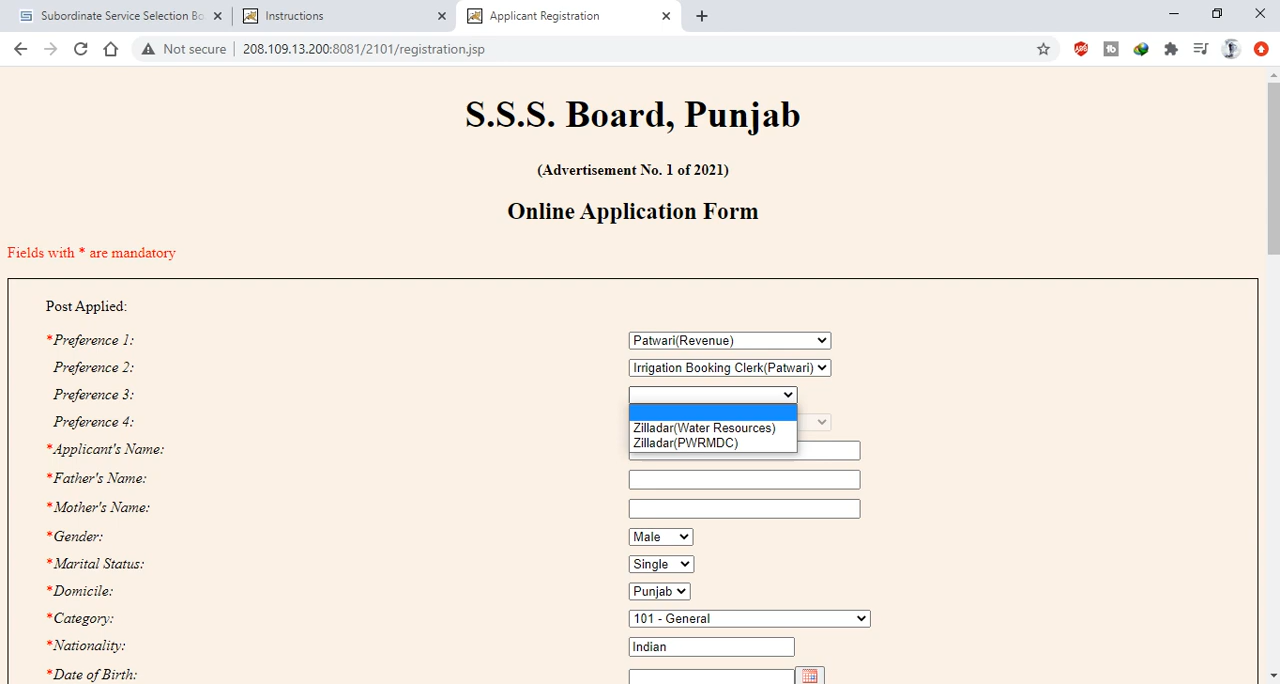 Subordinate Service Selection Bo
Instructions
Applicant Registration
Not secure
208.109.13.200:8081/2101/registration.jsp
S.S.S. Board, Punjab
(Advertisement No. 1 of 2021)
Online Application Form
Fields with * are mandatory
Post Applied:
*Preference 1: Patwari(Revenue)
Preference 2: Irrigation Booking Clerk(Patwari)
Preference 3:
Preference 4:
Zilladar(Water Resources)
Zilladar(PWRMDC)
*Applicant's Name:
*Father's Name:
*Mother's Name:
*Gender: Male
*Marital Status: Single
*Domicile: Punjab
*Category: 101 - General
*Nationality: Indian
*Date of Birth: